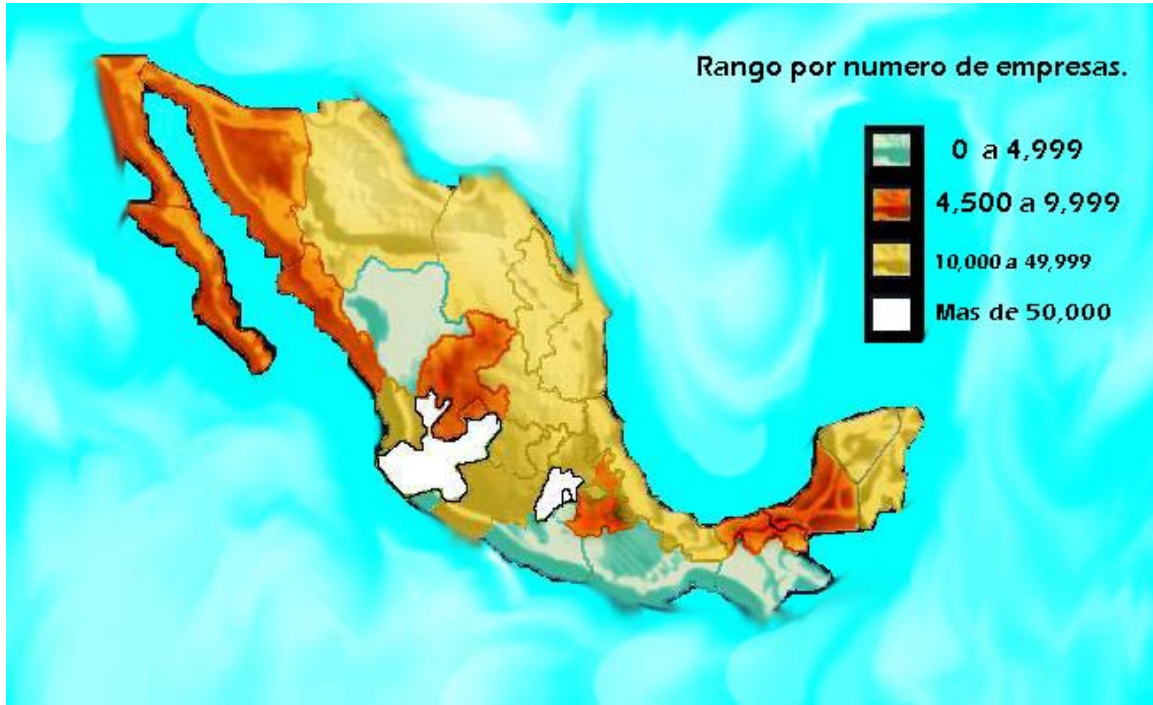 Rango por numero de empresas.
0 a 4,999
4,500 a 9,999
10,000 a 49,999
Mas de 50,000